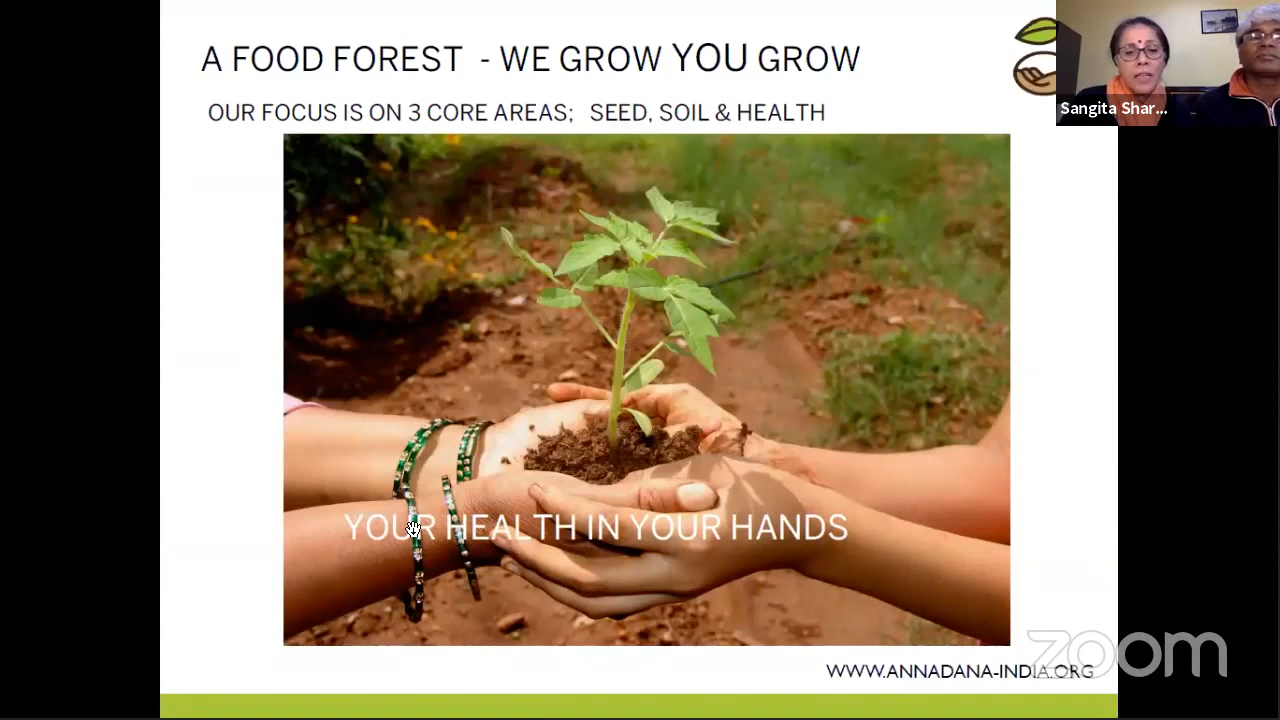 A FOOD FOREST - WE GROW YOU GROW
OUR FOCUS IS ON 3 CORE AREAS; SEED, SOIL & HEALTH
Sangita Shar...
YOUR HEALTH IN YOUR HANDS
WWW.ANNADANA-INDIA.ORG
zoom